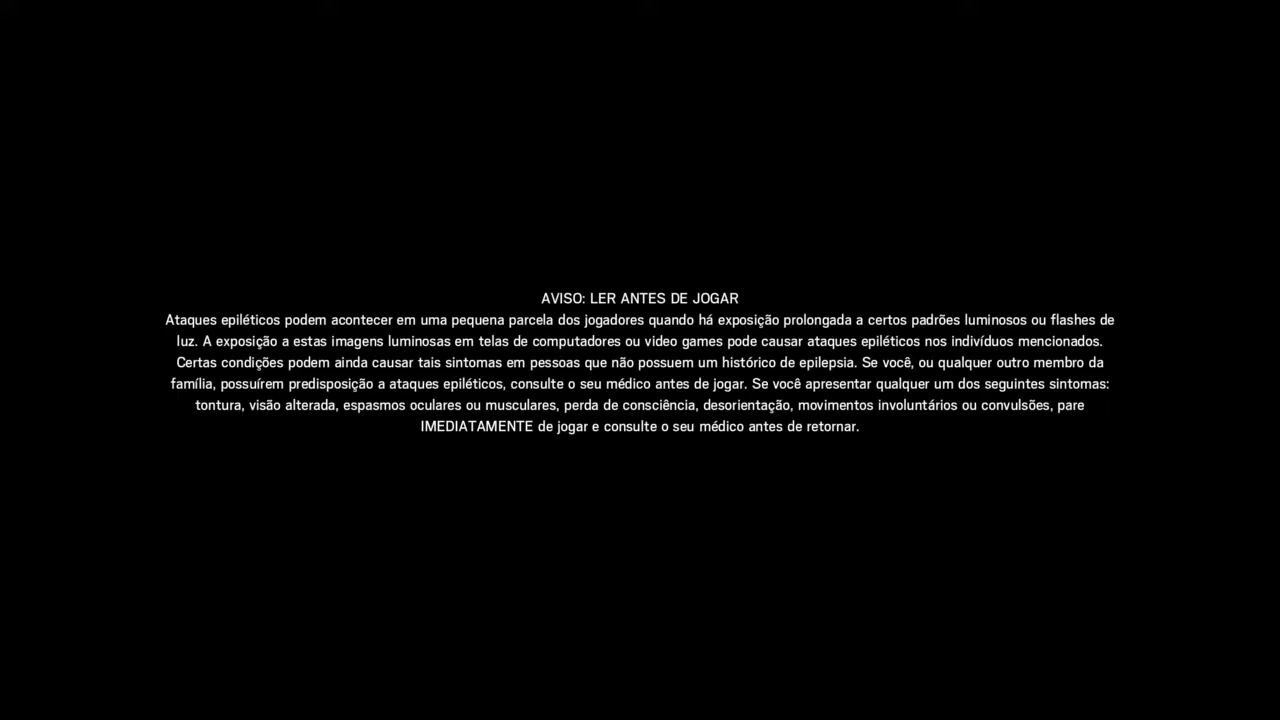 AVISO: LER ANTES DE JOGAR
Ataques epiléticos podem acontecer em uma pequena parcela dos jogadores quando há exposição prolongada a certos padrões luminosos ou flashes de
luz. A exposição a estas imagens luminosas em telas de computadores ou video games pode causar ataques epiléticos nos indivíduos mencionados.
Certas condições podem ainda causar tais sintomas em pessoas que não possuem um histórico de epilepsia. Se você, ou qualquer outro membro da
família, possuírem predisposição a ataques epiléticos, consulte o seu médico antes de jogar. Se você apresentar qualquer um dos seguintes sintomas:
tontura, visão alterada, espasmos oculares ou musculares, perda de consciência, desorientação, movimentos involuntários ou convulsões, pare
IMEDIATAMENTE de jogar e consulte o seu médico antes de retornar.